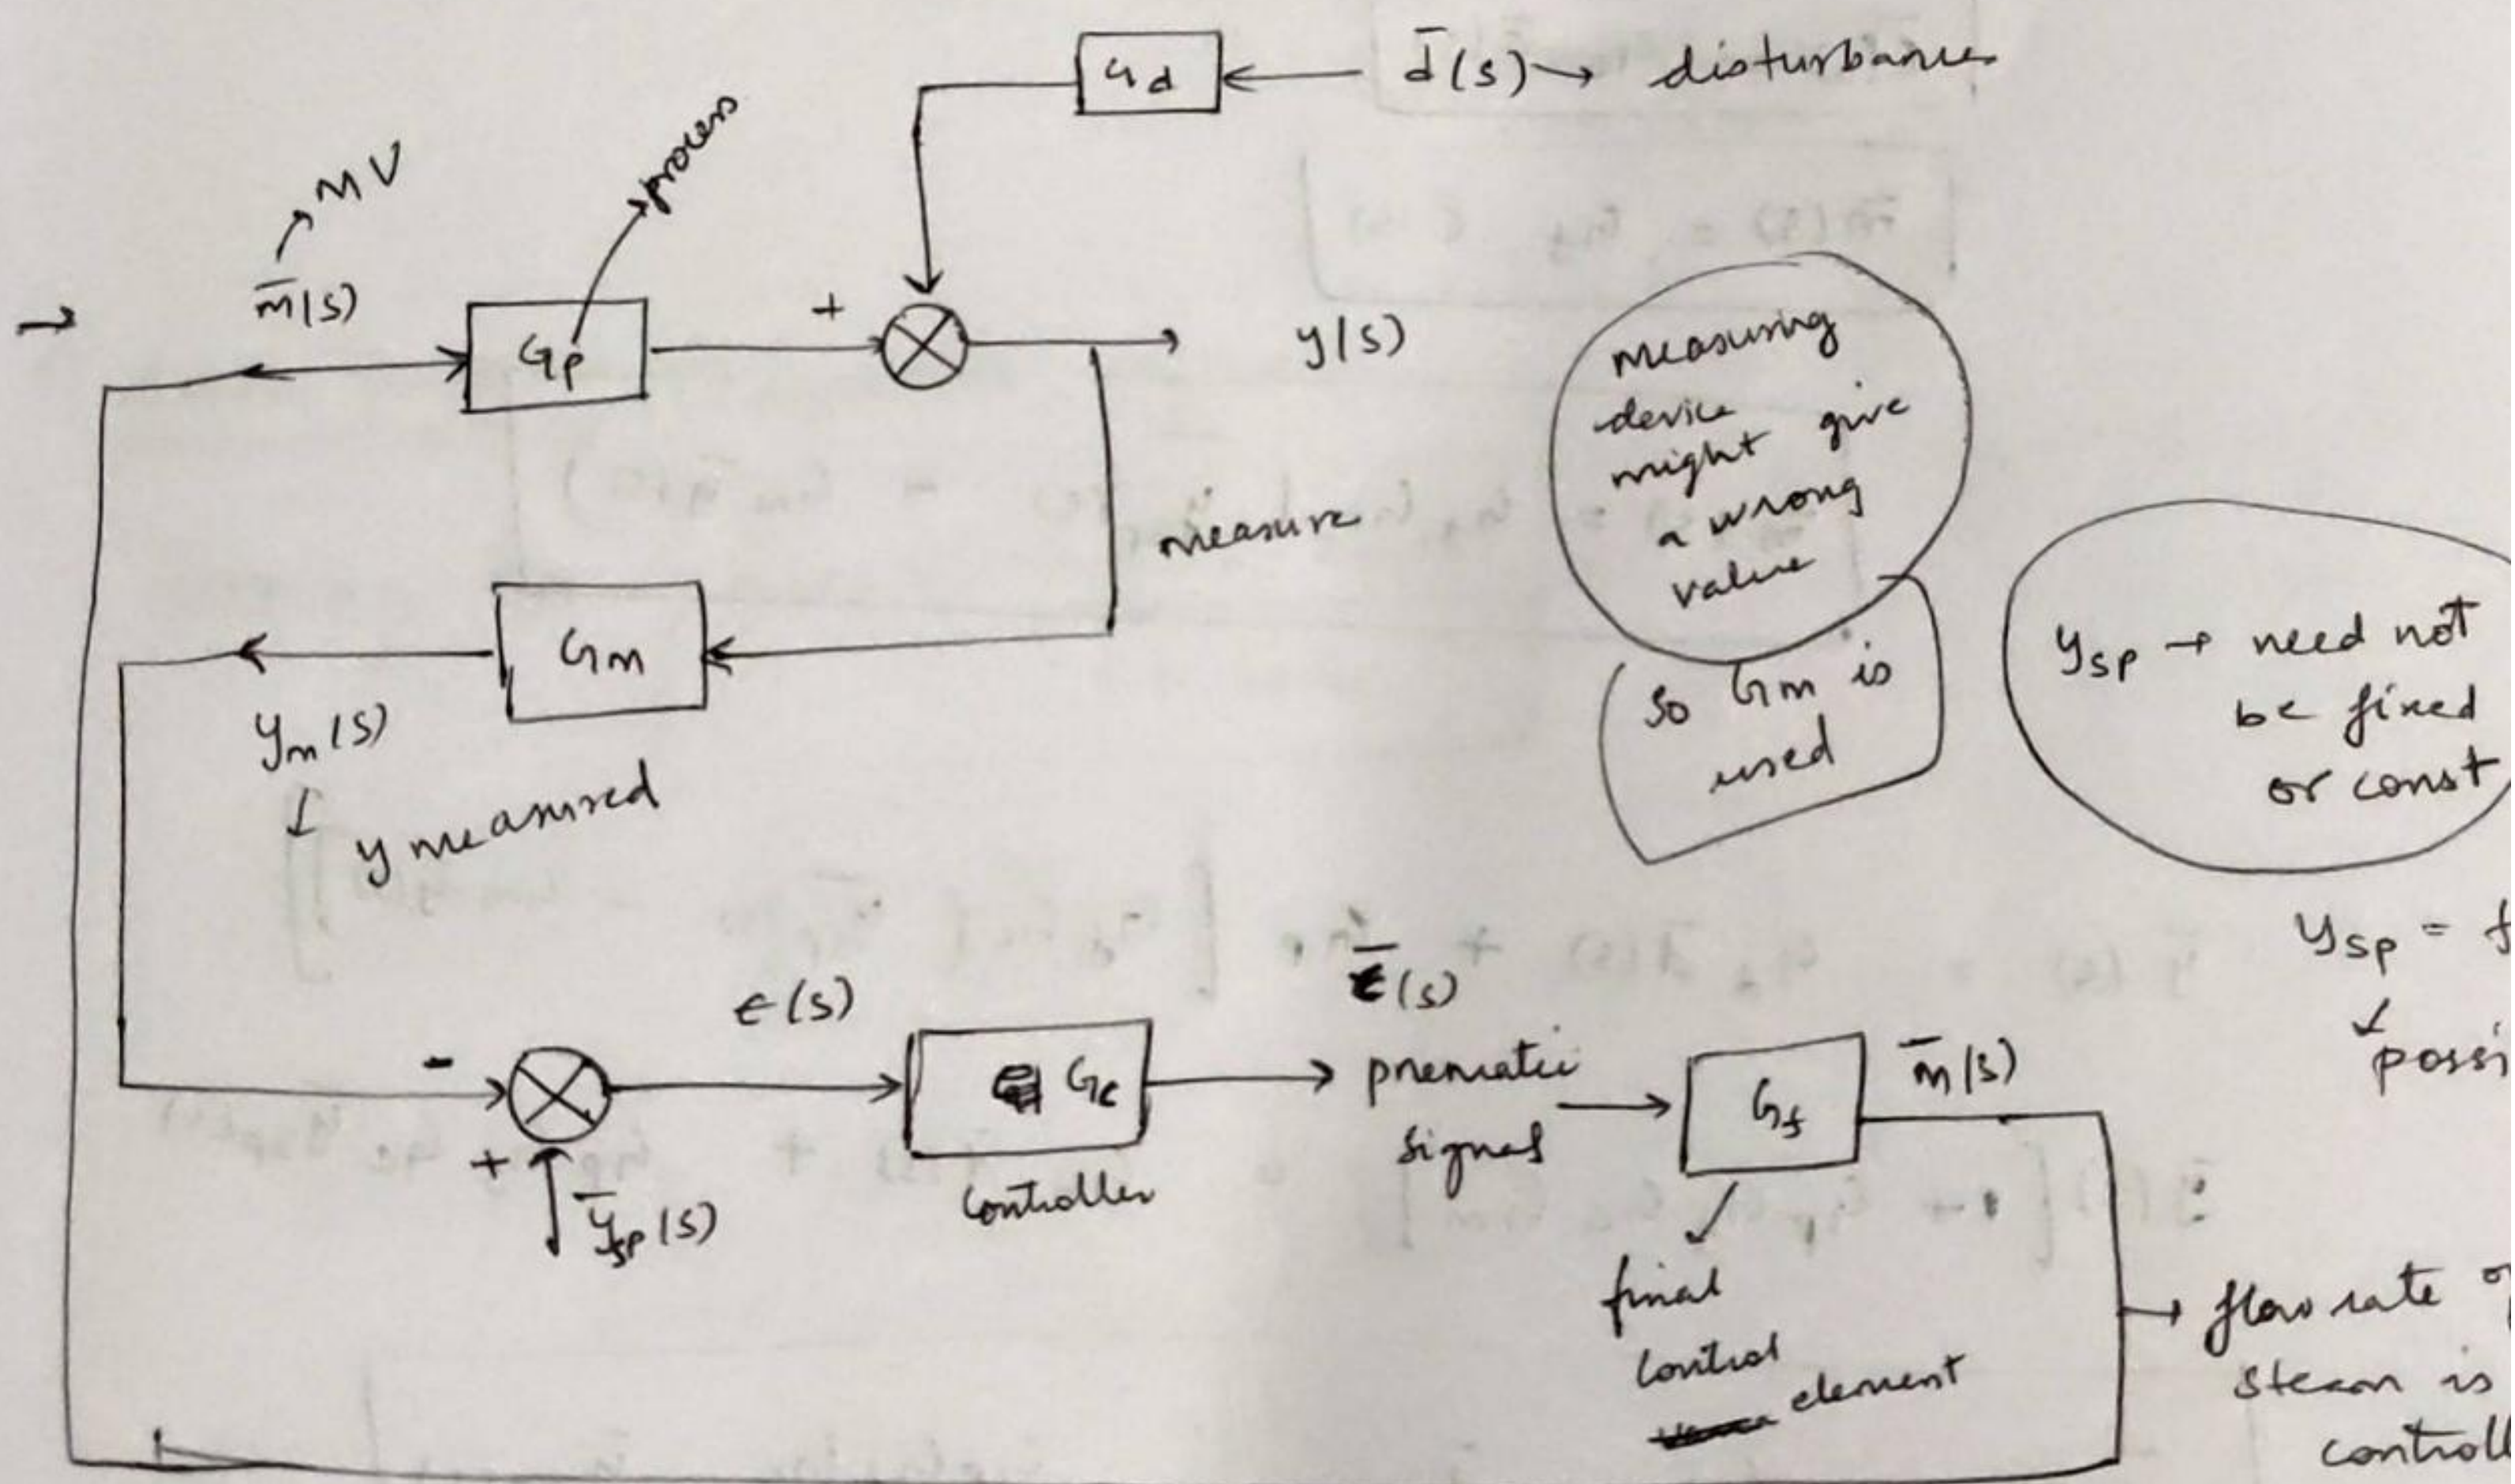 Gd
d̄(s) → disturbances
MV
process
m̄(s)
Gp
+
y(s)
measuring
device
might give
a wrong
value
so Gm is
used
measure
ysp → need not
be fixed
or const
Gm
ym(s)
y measured
ysp =
possi
-
+
ȳsp(s)
ϵ(s)
Gc
controller
c̄(s)
pnematic
signal
Gf
m̄(s)
final
control
element
flow rate of
steam is
controll